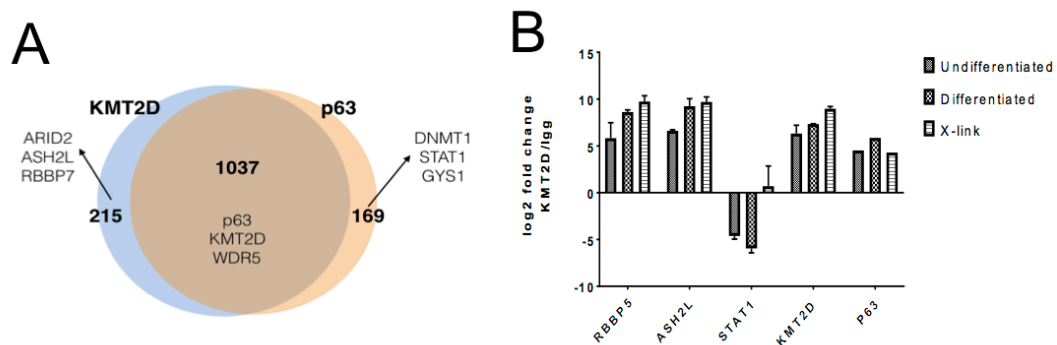 A
KMT2D
p63
ARID2
ASH2L
RBBP7
DNMT1
STAT1
GYS1
1037
215
169
p63
KMT2D
WDR5
B
log2 fold change
KMT2D/Igg
15
10
5
0
-5
-10
RBBP5
ASH2L
STAT1
KMT2D
P63
Undifferentiated
Differentiated
X-link